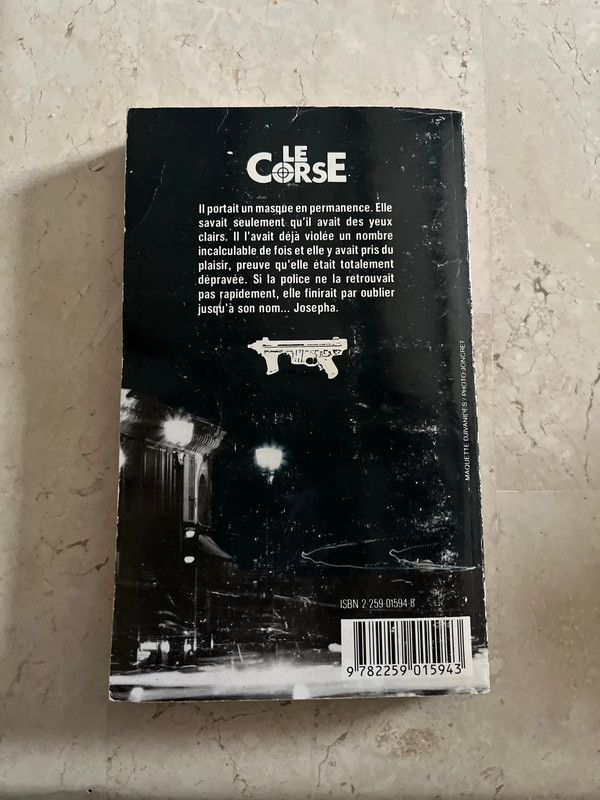 LE
CORSE
Il portait un masque en permanence. Elle
savait seulement qu'il avait des yeux
clairs. Il l'avait déjà violée un nombre
incalculable de fois et elle y avait pris du
plaisir, preuve qu'elle était totalement
dépravée. Si la police ne la retrouvait
pas rapidement, elle finirait par oublier
jusqu'à son nom... Josepha.
MAQUETTE DJIVANIDES / PHOTO JONCRET
ISBN 2-259-01594-8
9 782259 015943